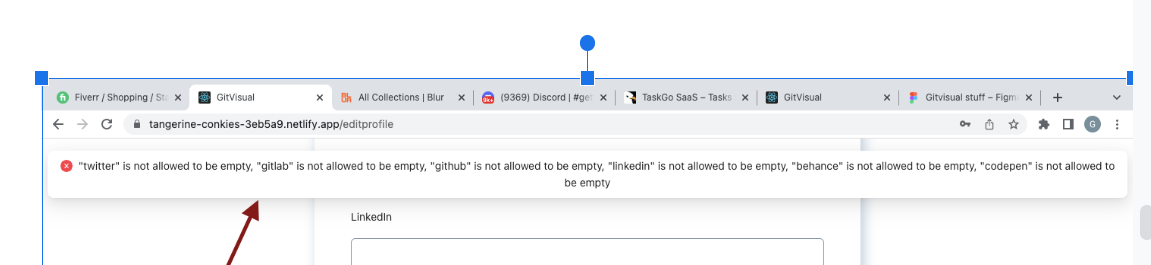 Fiverr / Shopping / St
GitVisual
All Collections | Blur
(9369) Discord | #get
TaskGo SaaS – Tasks
GitVisual
Gitvisual stuff – Figm
tangerine-conkies-3eb5a9.netlify.app/editprofile
G
"twitter" is not allowed to be empty, "gitlab" is not allowed to be empty, "github" is not allowed to be empty, "linkedin" is not allowed to be empty, "behance" is not allowed to be empty, "codepen" is not allowed to
be empty
LinkedIn